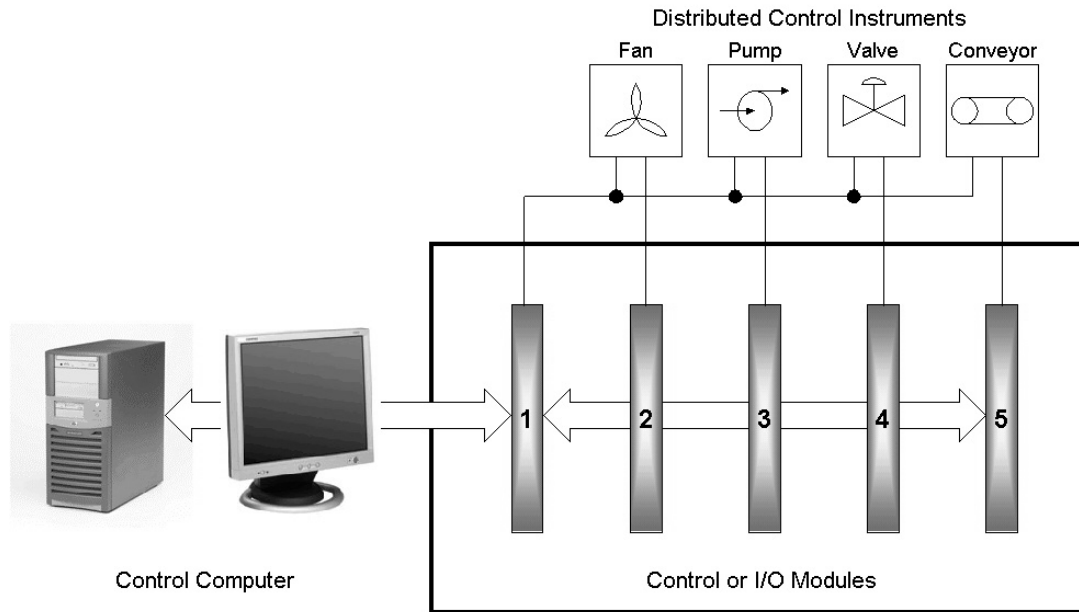 Distributed Control Instruments
Fan Pump Valve Conveyor
1 2 3 4 5
Control Computer
Control or I/O Modules